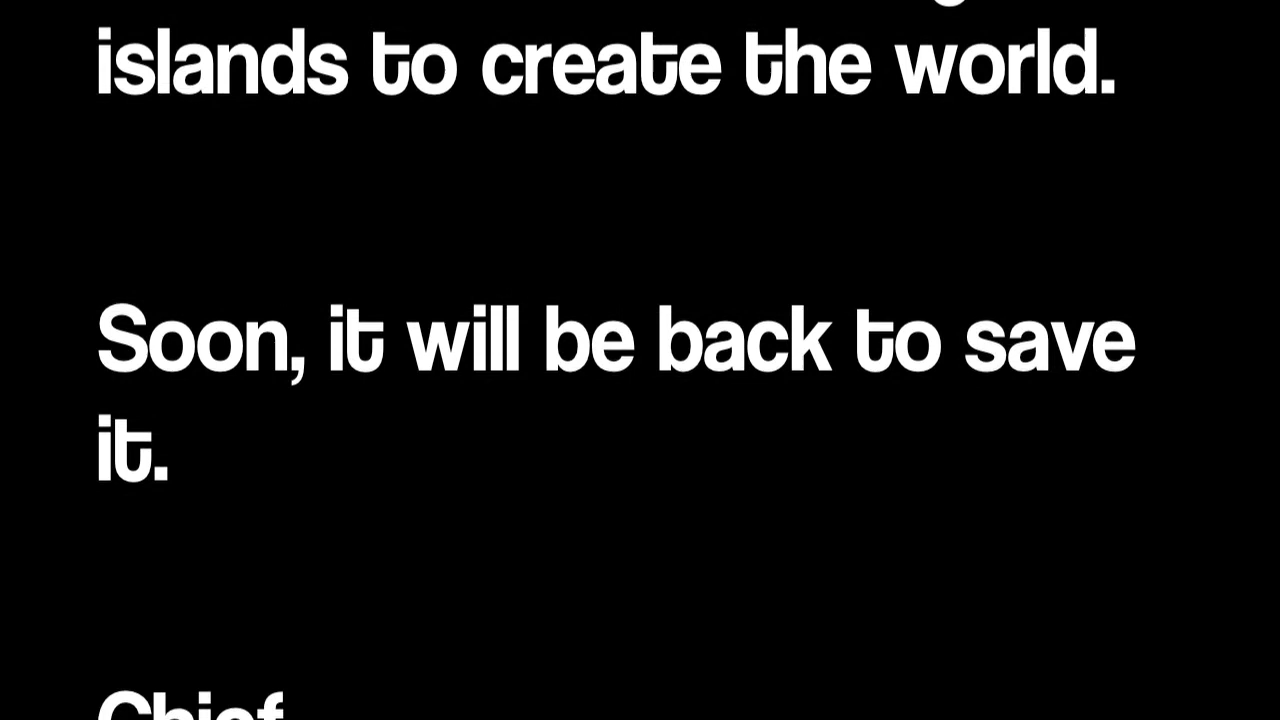 islands to create the world.
Soon, it will be back to save
it.
Chief